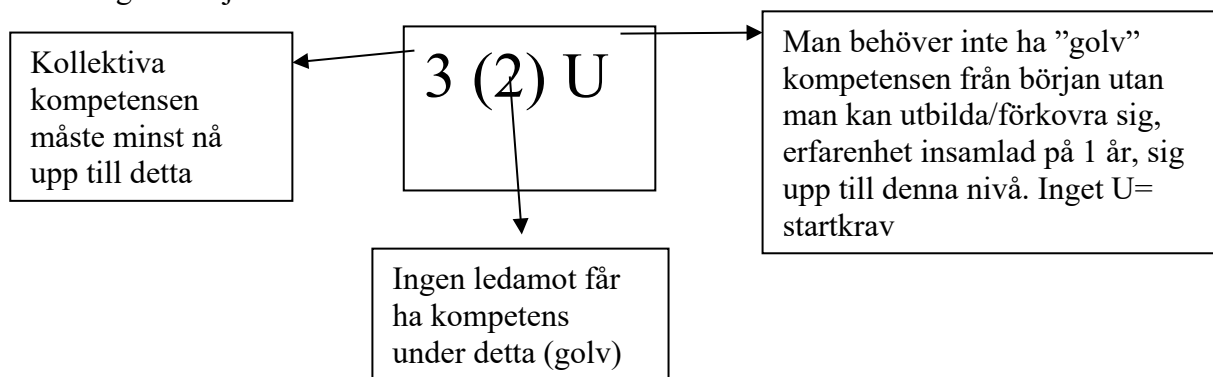 Kollektiva
kompetensen
måste minst nå
upp till detta
3 (2) U
Man behöver inte ha ”golv”
kompetensen från början utan
man kan utbilda/förkovra sig,
erfarenhet insamlad på 1 år, sig
upp till denna nivå. Inget U=
startkrav
Ingen ledamot får
ha kompetens
under detta (golv)